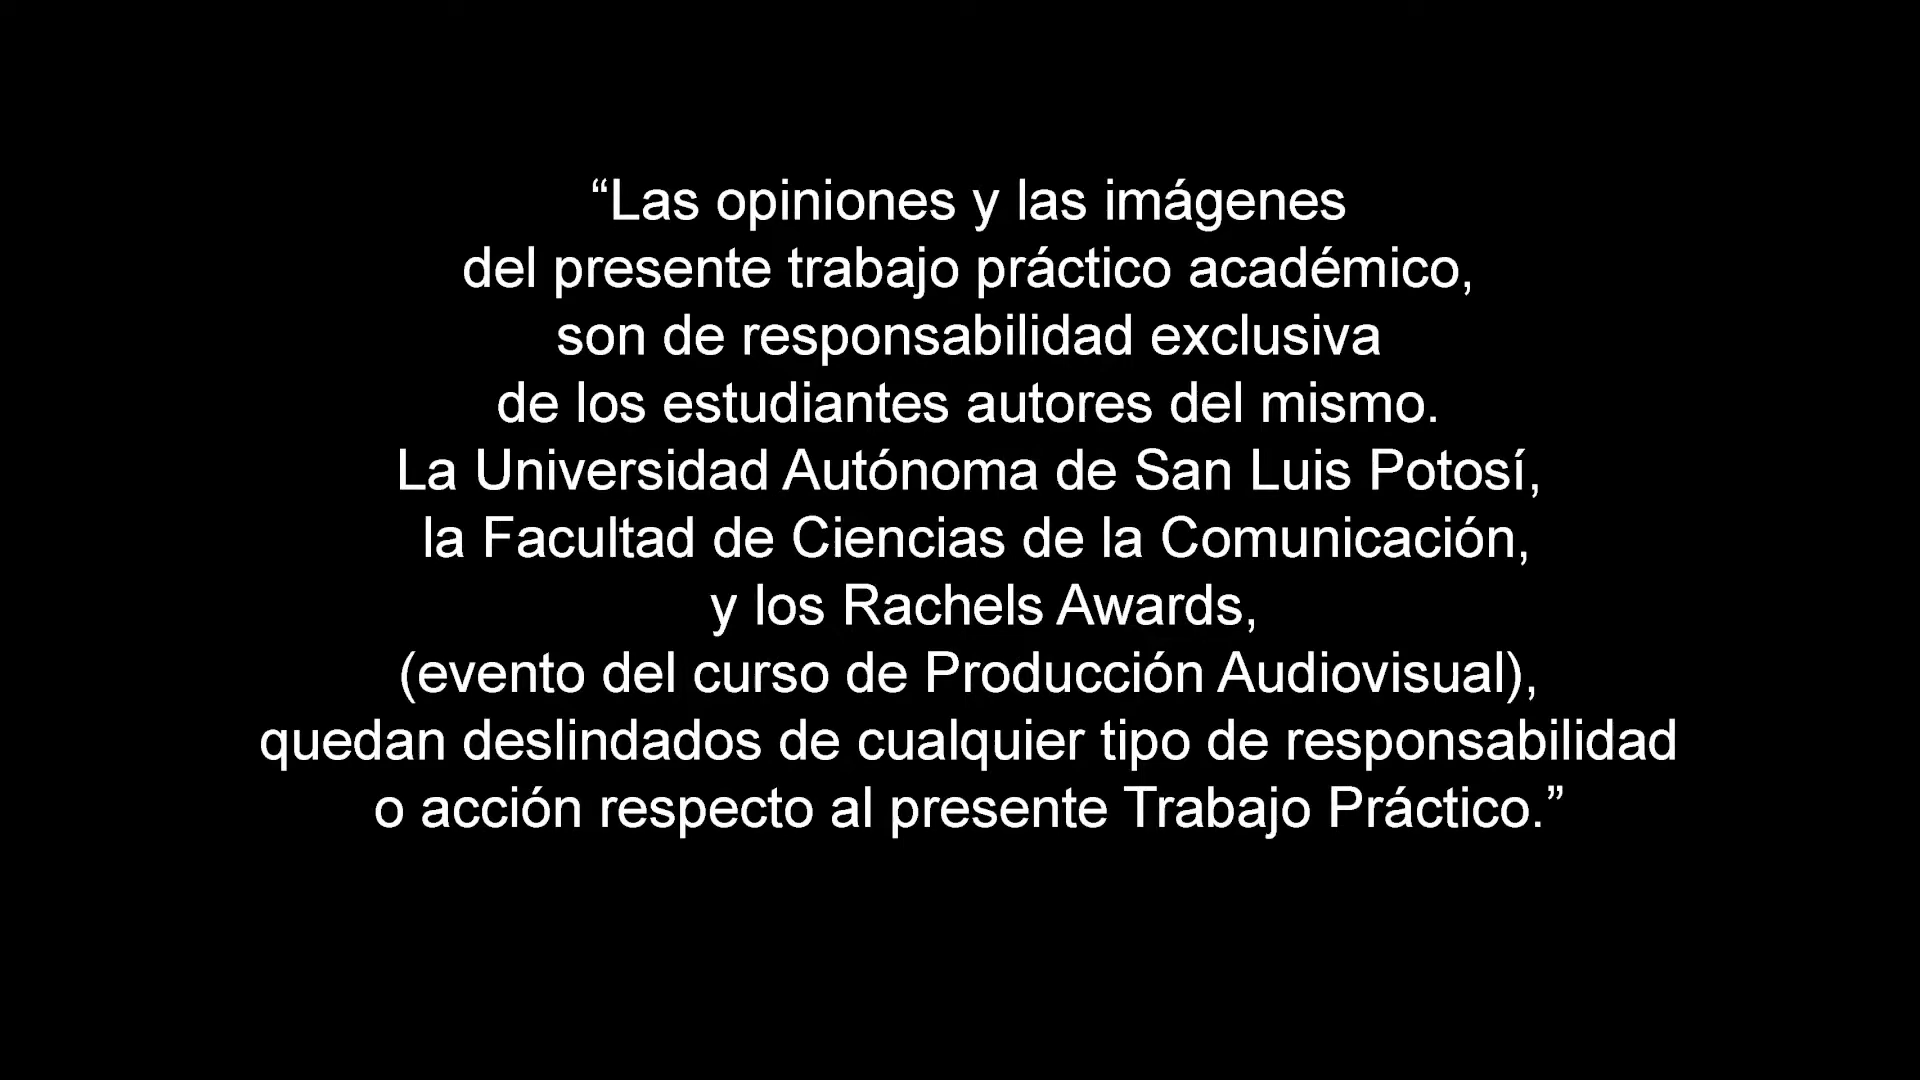 “Las opiniones y las imágenes
del presente trabajo práctico académico,
son de responsabilidad exclusiva
de los estudiantes autores del mismo.
La Universidad Autónoma de San Luis Potosí,
la Facultad de Ciencias de la Comunicación,
y los Rachels Awards,
(evento del curso de Producción Audiovisual),
quedan deslindados de cualquier tipo de responsabilidad
o acción respecto al presente Trabajo Práctico.”